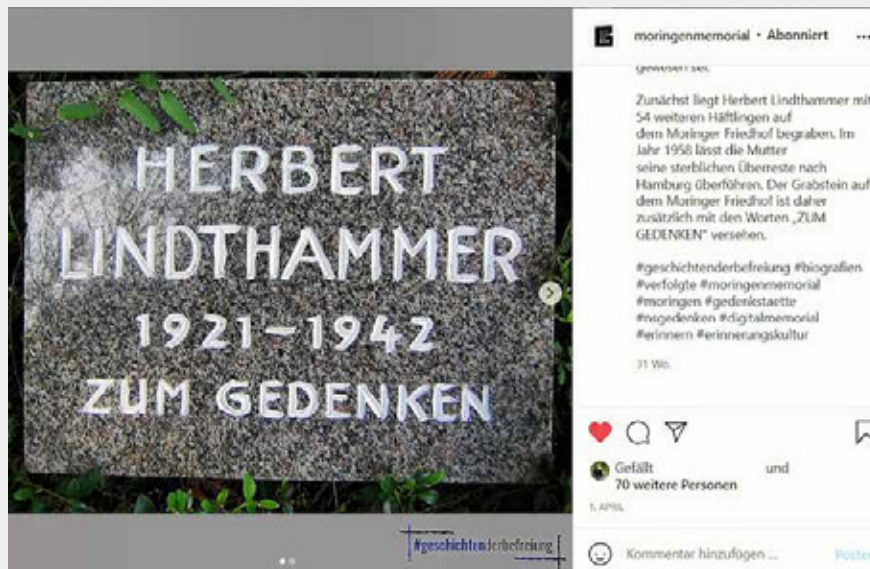 HERBERT
LINDTHAMMER
1921-1942
ZUM GEDENKEN
#geschichtenderbefreiung
moringenmemorial • Abonniert
gewesen sei.
Zunächst liegt Herbert Lindthammer mit
54 weiteren Häftlingen auf
dem Moringer Friedhof begraben. Im
Jahr 1958 lässt die Mutter
seine sterblichen Überreste nach
Hamburg überführen. Der Grabstein auf
dem Moringer Friedhof ist daher
zusätzlich mit den Worten „ZUM
GEDENKEN" versehen.
#geschichtenderbefreiung #biografien
#verfolgte #moringenmemorial
#moringen #gedenkstaette
#nsgedenken #digitalmemorial
#erinnern #erinnerungskultur
31 Wo.
Gefällt und
70 weitere Personen
1. APRIL
Kommentar hinzufügen ... Posten